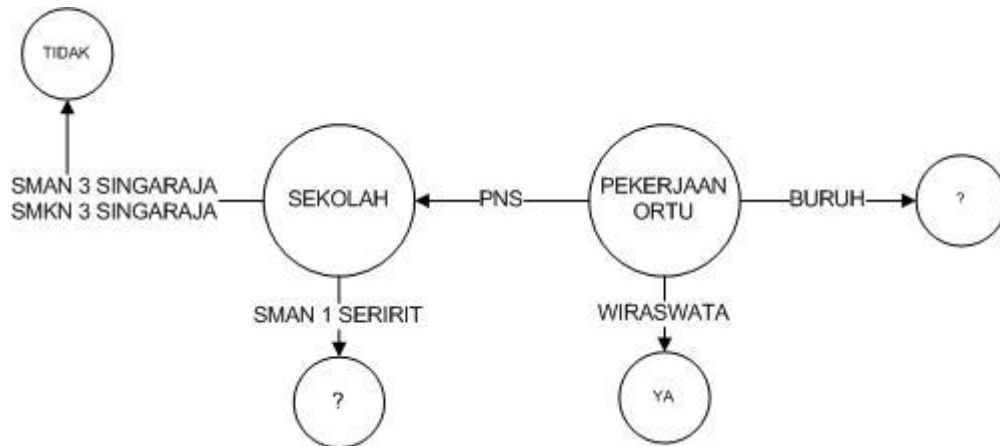 TIDAK
SMAN 3 SINGARAJA
SMKN 3 SINGARAJA
SEKOLAH
PNS
PEKERJAAN
ORTU
BURUH
?
SMAN 1 SERIRIT
WIRASWATA
?
YA